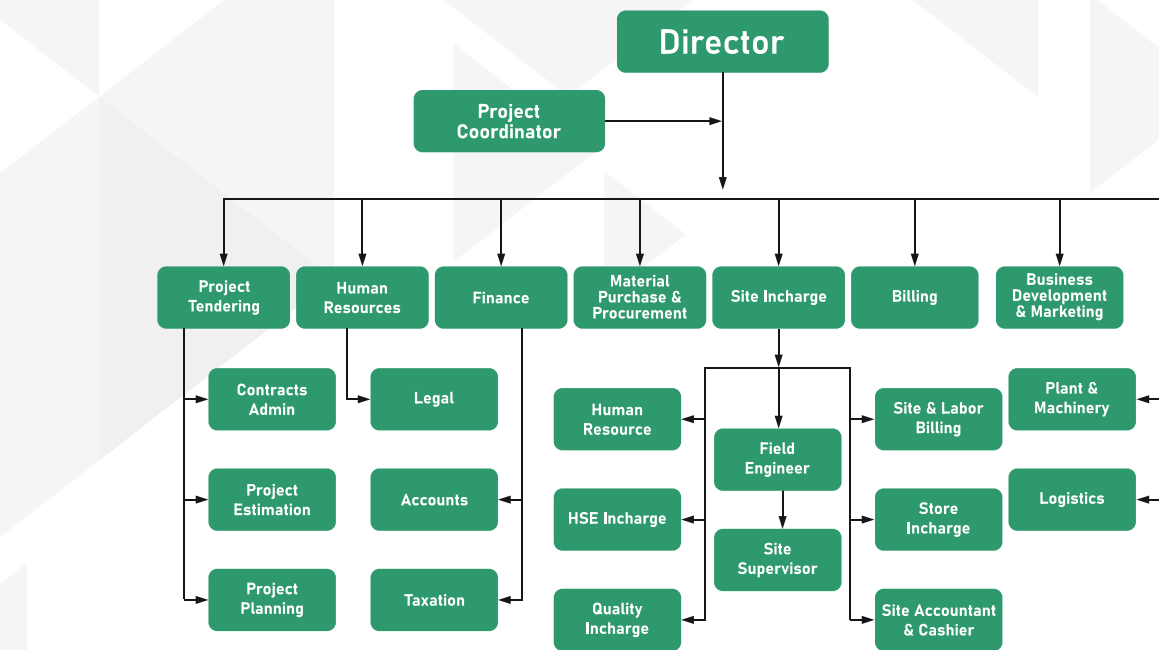 Director
Project
Coordinator
Project
Tendering
Human
Resources
Finance
Material
Purchase &
Procurement
Site Incharge
Billing
Business
Development
& Marketing
Contracts
Admin
Legal
Human
Resource
Field
Engineer
Site & Labor
Billing
Plant &
Machinery
Project
Estimation
Accounts
HSE Incharge
Site
Supervisor
Store
Incharge
Logistics
Project
Planning
Taxation
Quality
Incharge
Site Accountant
& Cashier